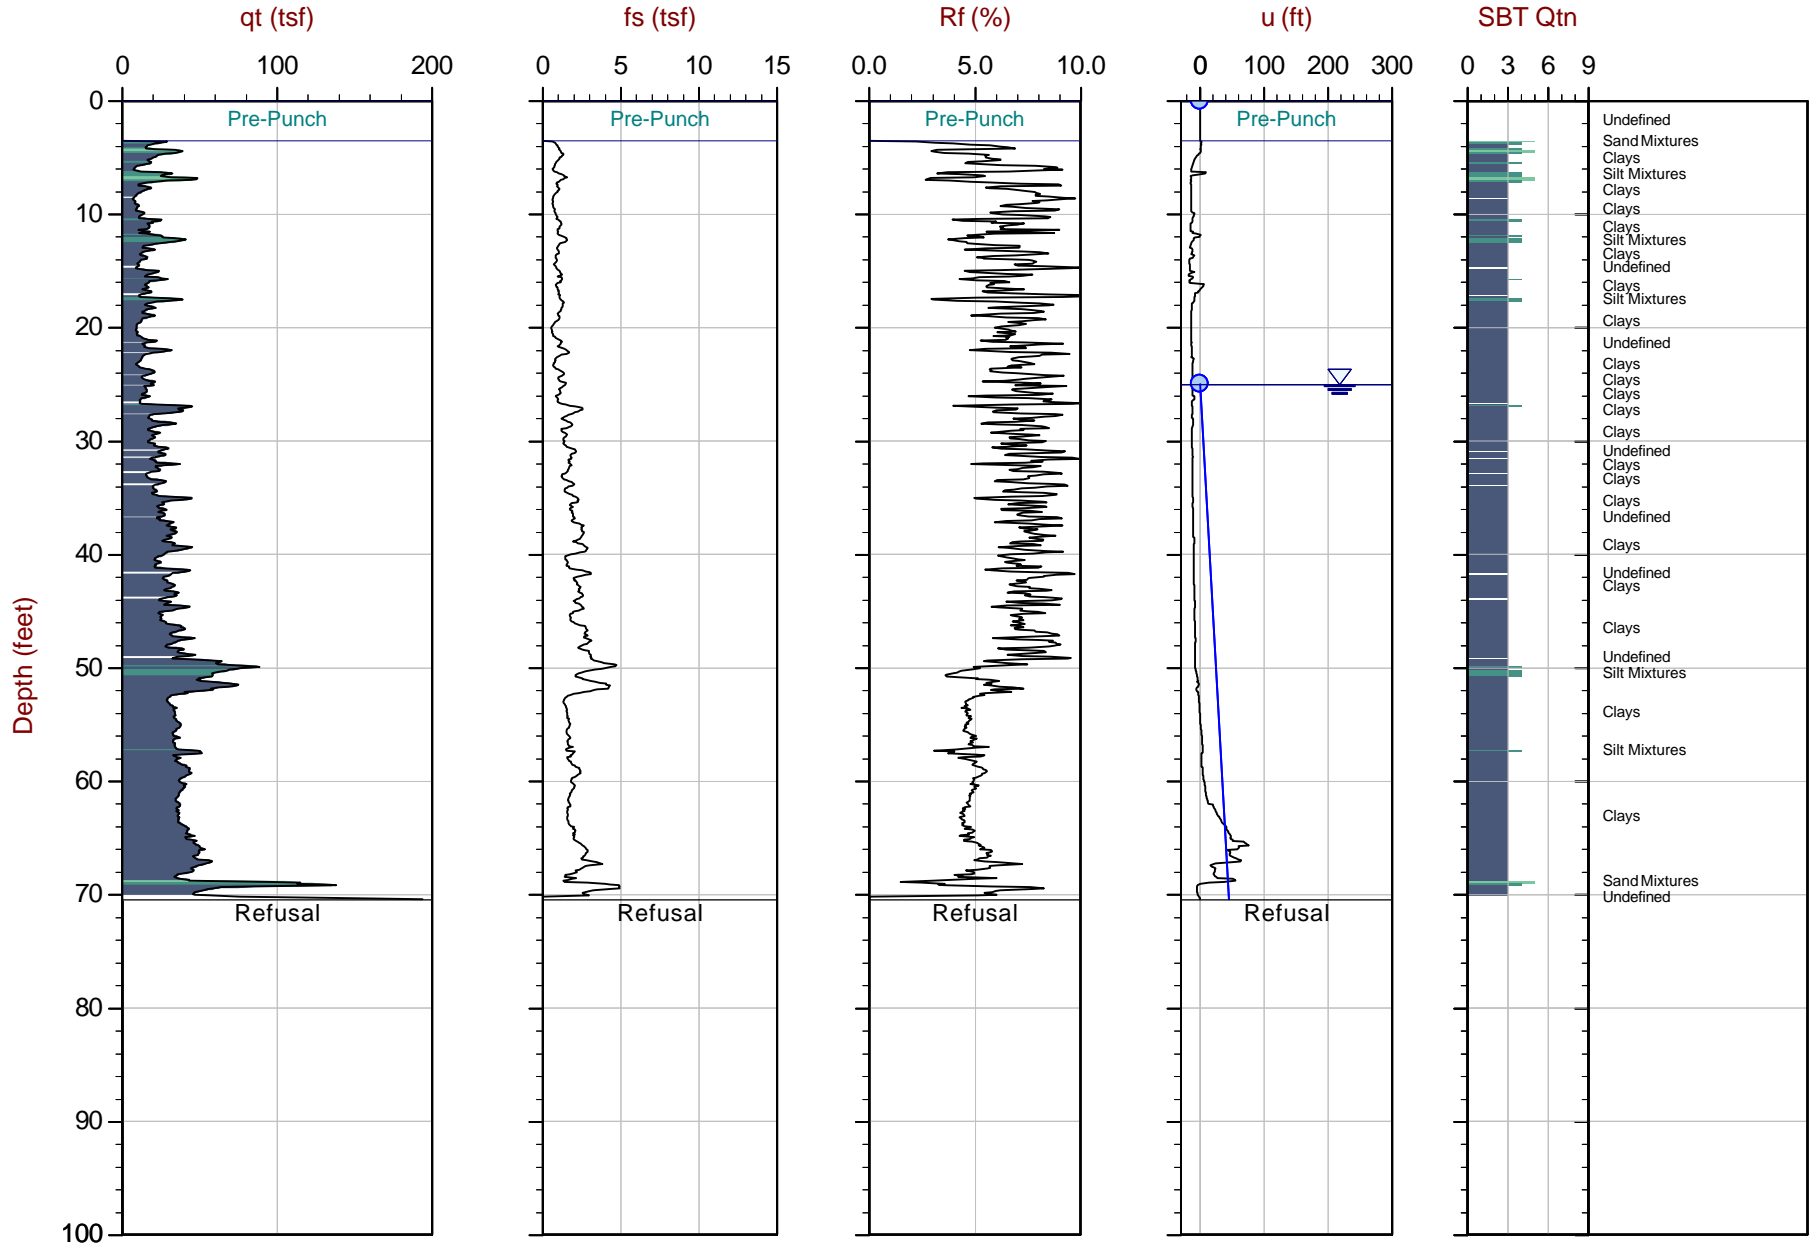 qt (tsf) fs (tsf) Rf (%) u (ft) SBT Qtn
0 100 200 0 5 10 15 0.0 5.0 10.0 0 0 100 200 300 0 3 6 9
0
Pre-Punch Pre-Punch Pre-Punch Pre-Punch
Undefined
Sand Mixtures
Clays
Silt Mixtures
Clays
Clays
10
Clays
Silt Mixtures
Clays
Undefined
Clays
Silt Mixtures
Clays
20
Undefined
Clays
Clays
Clays
Clays
Clays
30
Undefined
Clays
Clays
Clays
Undefined
Clays
40
Undefined
Clays
Clays
Undefined
50
Silt Mixtures
Clays
Silt Mixtures
60
Clays
Sand Mixtures
70
Undefined
Refusal Refusal Refusal Refusal
80
90
100
Depth (feet)